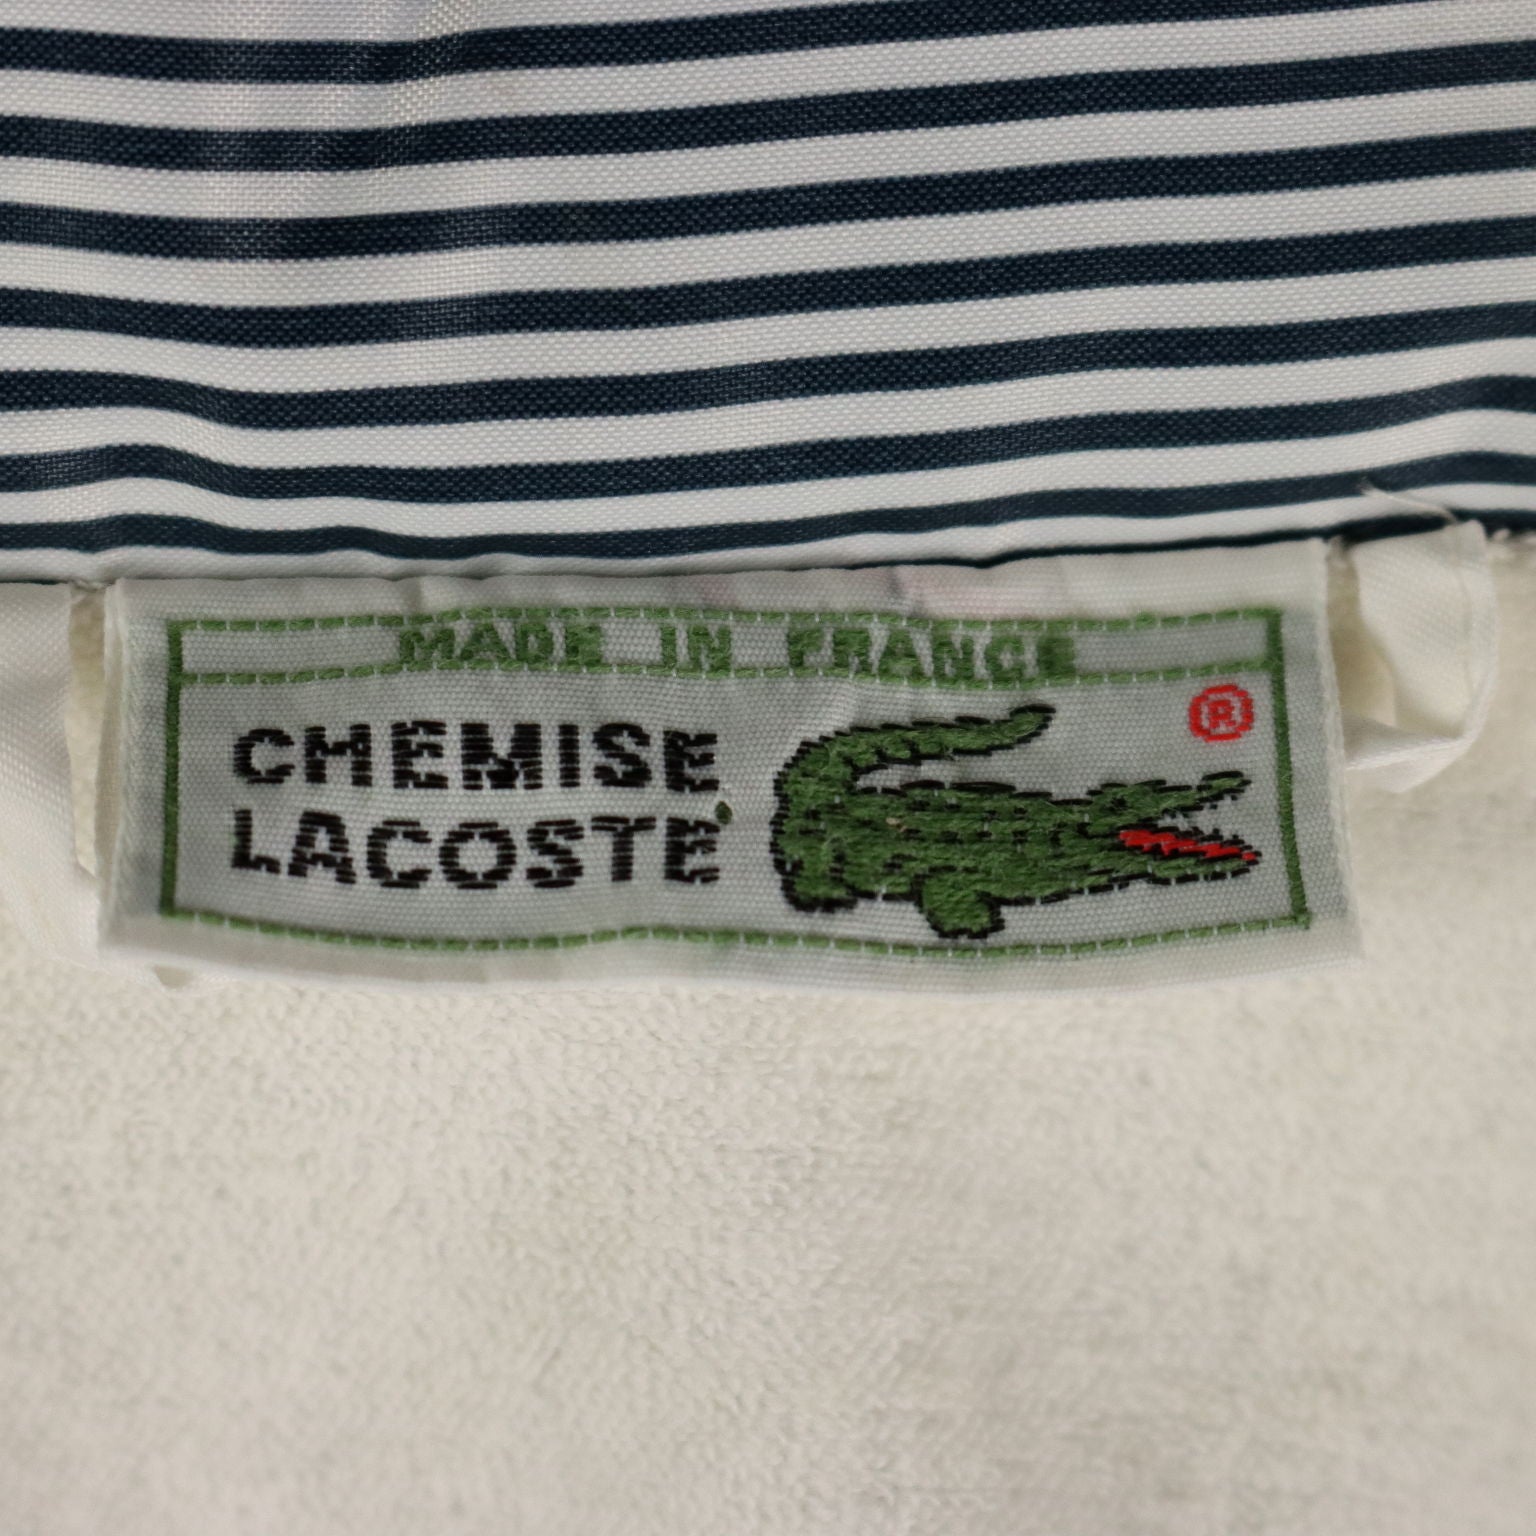 MADE IN FRANCE
®
CHEMISE
LACOSTE